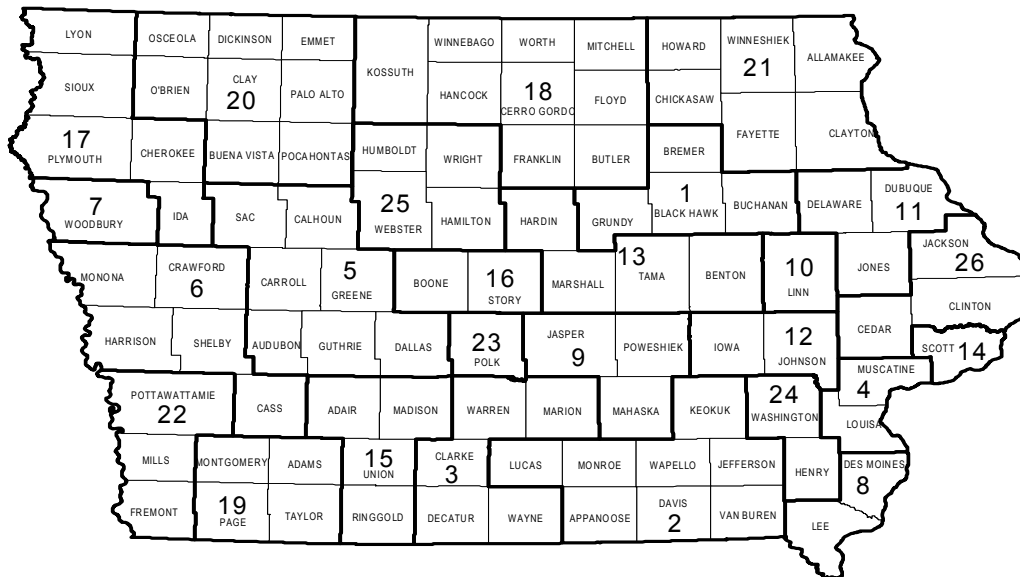 LYON OSCEOLA DICKINSON EMMET WINNEBAGO WORTH MITCHELL HOWARD WINNESHIEK ALLAMAKEE
KOSSUTH 21
SIOUX O'BRIEN CLAY PALO ALTO HANCOCK 18 FLOYD CHICKASAW
20 CERRO GORDO
17 FAYETTE CLAYTON
PLYMOUTH CHEROKEE BUENA VISTA POCAHONTAS HUMBOLDT WRIGHT FRANKLIN BUTLER BREMER
7 IDA SAC CALHOUN 25 HAMILTON HARDIN GRUNDY 1 BUCHANAN DELAWARE DUBUQUE
WOODBURY WEBSTER BLACK HAWK 11
MONONA CRAWFORD CARROLL 5 BOONE 16 MARSHALL 13 BENTON 10 JONES JACKSON
6 GREENE STORY TAMA LINN 26
CLINTON
HARRISON SHELBY AUDUBON GUTHRIE DALLAS 23 JASPER POWESHIEK IOWA 12 CEDAR
POLK 9 JOHNSON SCOTT 14
POTTAWATTAMIE CASS ADAIR MADISON WARREN MARION MAHASKA KEOKUK 24 MUSCATINE
22 WASHINGTON 4
LOUISA
MILLS MONTGOMERY ADAMS 15 CLARKE LUCAS MONROE WAPELLO JEFFERSON HENRY DES MOINES
UNION 3 8
FREMONT 19 TAYLOR RINGGOLD DECATUR WAYNE APPANOOSE DAVIS VAN BUREN LEE
PAGE 2